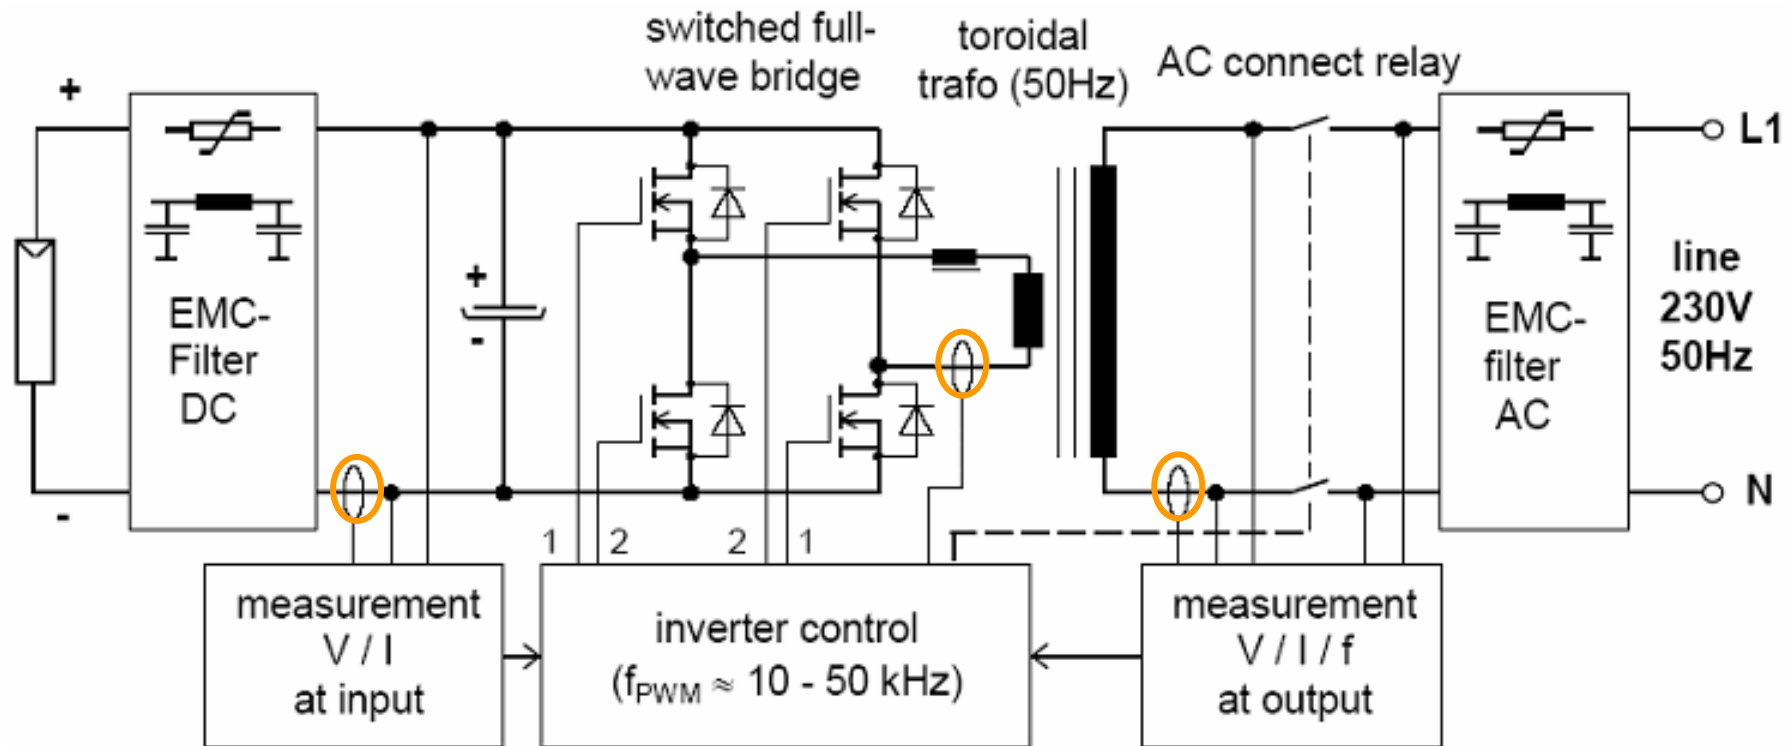 switched full-
wave bridge
toroidal
trafo (50Hz)
AC connect relay
+
-
EMC-
Filter
DC
+
-
L1
line
230V
50Hz
N
EMC-
filter
AC
1 2 2 1
measurement
V / I
at input
inverter control
(fPWM ≈ 10 - 50 kHz)
measurement
V / I / f
at output